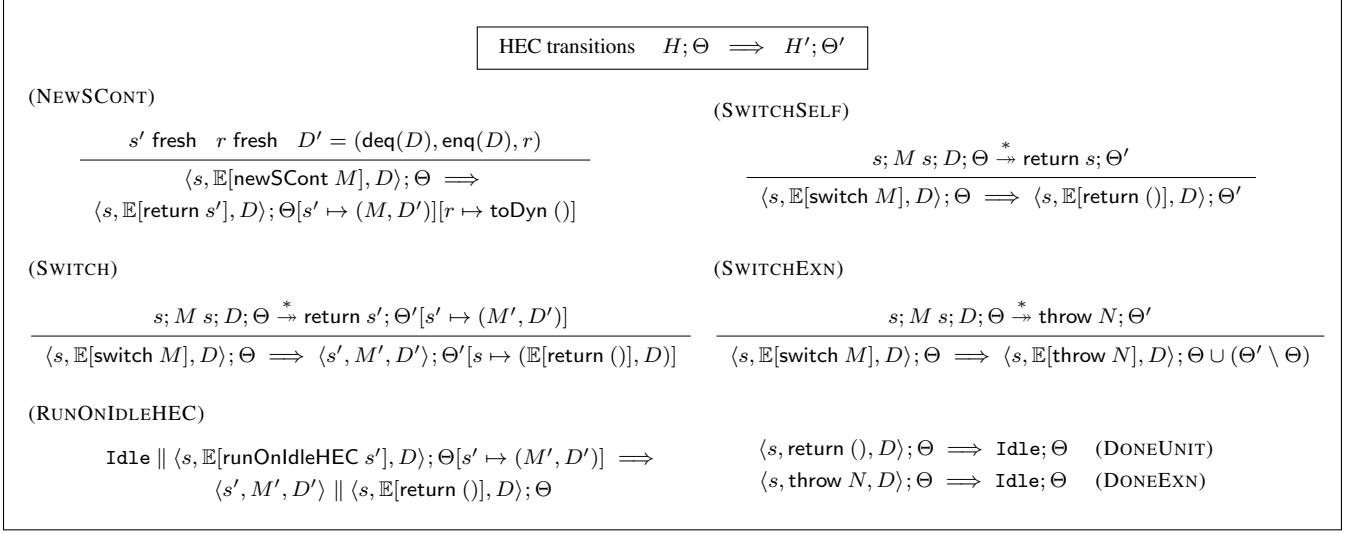 HEC transitions H; Θ ⟹ H′; Θ′
(NEWSCONT)
s′ fresh r fresh D′ = (deq(D), enq(D), r)
⟨s, 𝔼[newSCont M], D⟩; Θ ⟹
⟨s, 𝔼[return s′], D⟩; Θ[s′ ↦ (M, D′)][r ↦ toDyn ()]
(SWITCHSELF)
s; M s; D; Θ ↠* return s; Θ′
⟨s, 𝔼[switch M], D⟩; Θ ⟹ ⟨s, 𝔼[return ()], D⟩; Θ′
(SWITCH)
s; M s; D; Θ ↠* return s′; Θ′[s′ ↦ (M′, D′)]
⟨s, 𝔼[switch M], D⟩; Θ ⟹ ⟨s′, M′, D′⟩; Θ′[s ↦ (𝔼[return ()], D)]
(SWITCHEXN)
s; M s; D; Θ ↠* throw N; Θ′
⟨s, 𝔼[switch M], D⟩; Θ ⟹ ⟨s, 𝔼[throw N], D⟩; Θ ∪ (Θ′ \ Θ)
(RUNONIDLEHEC)
Idle ∥ ⟨s, 𝔼[runOnIdleHEC s′], D⟩; Θ[s′ ↦ (M′, D′)] ⟹
⟨s′, M′, D′⟩ ∥ ⟨s, 𝔼[return ()], D⟩; Θ
⟨s, return (), D⟩; Θ ⟹ Idle; Θ (DONEUNIT)
⟨s, throw N, D⟩; Θ ⟹ Idle; Θ (DONEEXN)